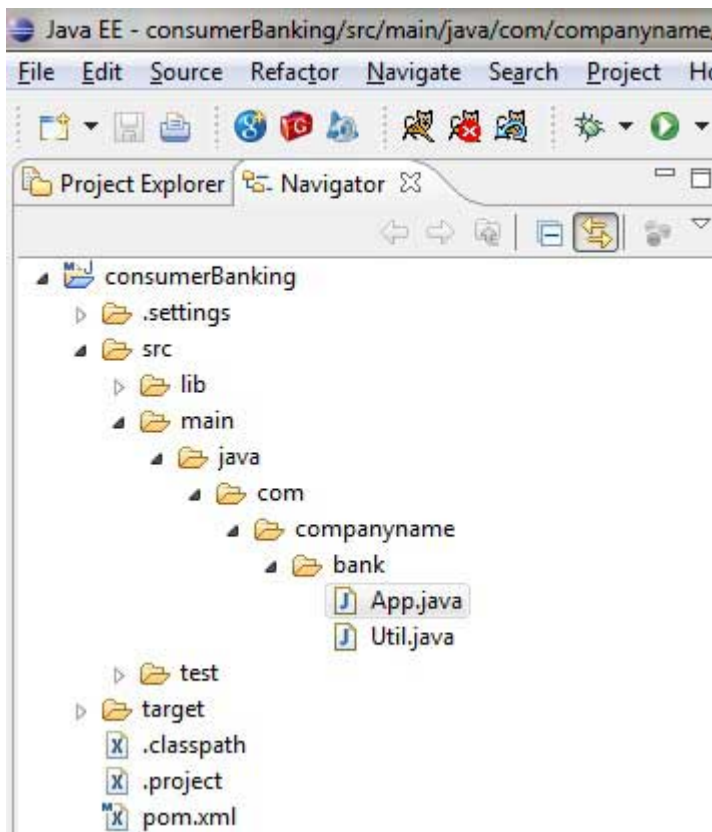 Java EE - consumerBanking/src/main/java/com/companyname
File Edit Source Refactor Navigate Search Project
Project Explorer Navigator
consumerBanking
.settings
src
lib
main
java
com
companyname
bank
App.java
Util.java
test
target
.classpath
.project
pom.xml